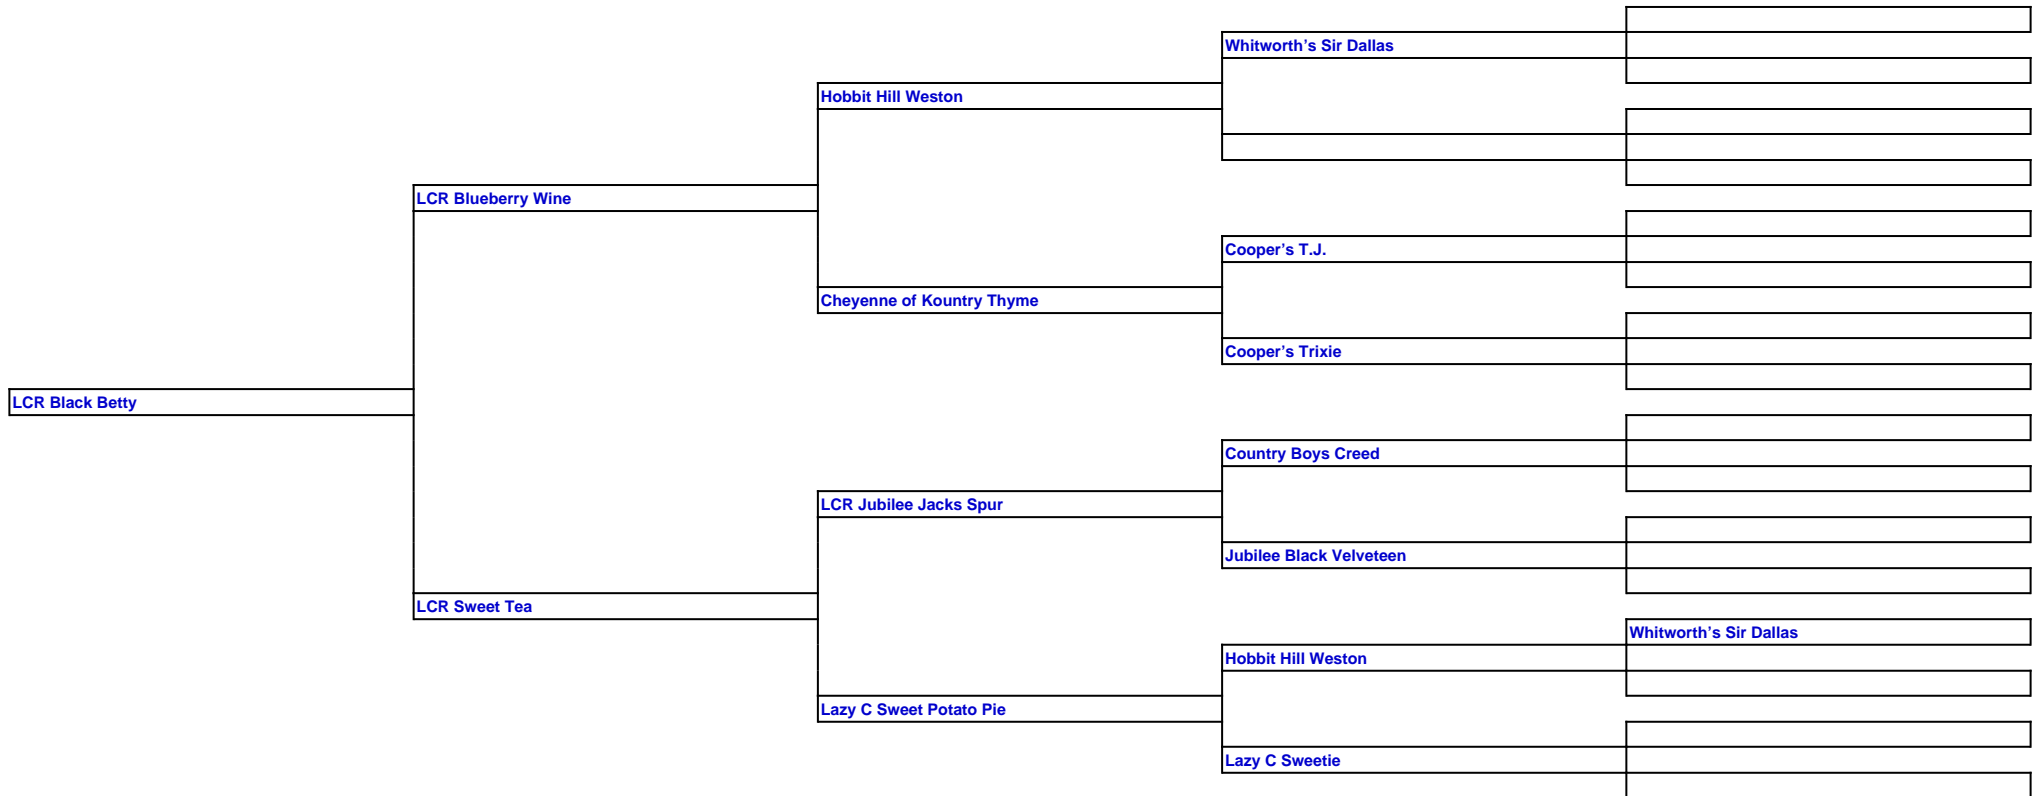 Whitworth’s Sir Dallas
Hobbit Hill Weston
LCR Blueberry Wine
Cooper’s T.J.
Cheyenne of Kountry Thyme
Cooper’s Trixie
LCR Black Betty
Country Boys Creed
LCR Jubilee Jacks Spur
Jubilee Black Velveteen
LCR Sweet Tea
Whitworth’s Sir Dallas
Hobbit Hill Weston
Lazy C Sweet Potato Pie
Lazy C Sweetie